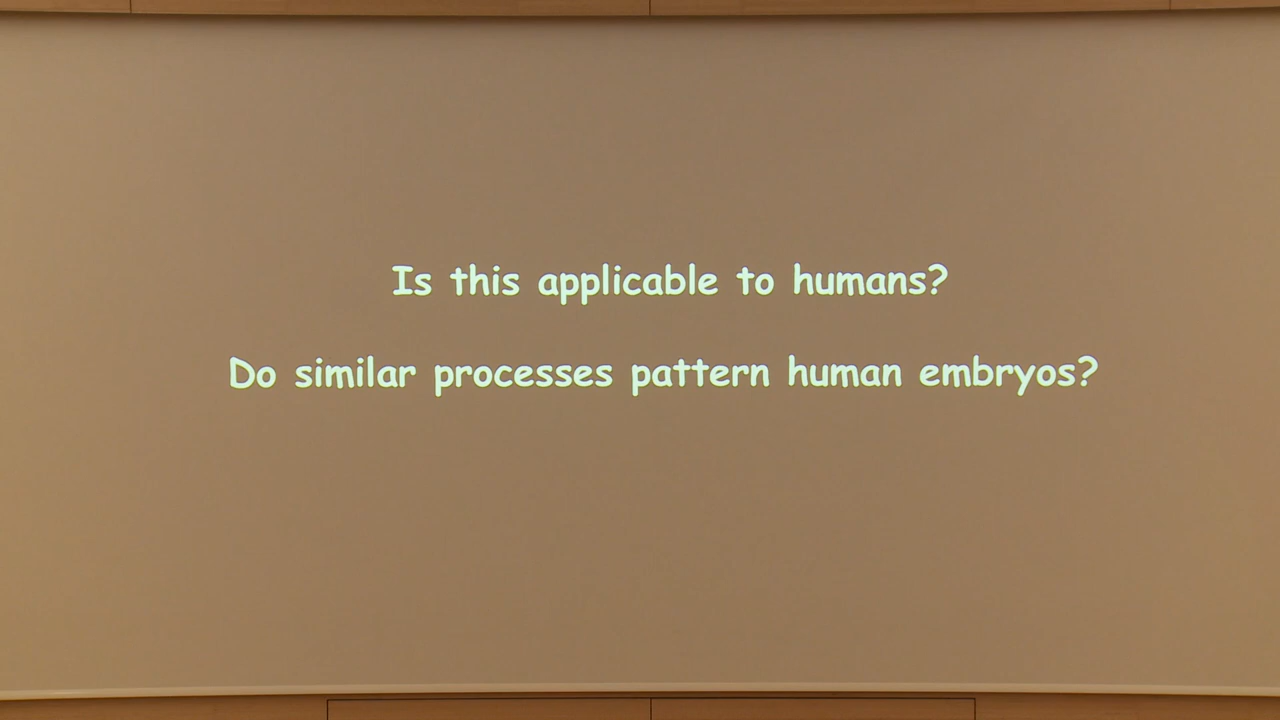 Is this applicable to humans?
Do similar processes pattern human embryos?